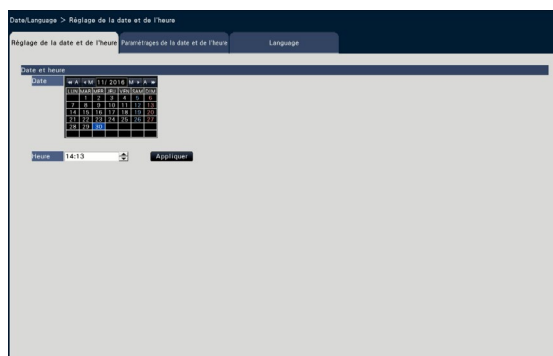 Date/Language > Réglage de la date et de l'heure
Réglage de la date et de l'heure Paramétrages de la date et de l'heure Language
Date et heure
Date ◄◄ A ◄ M 11/ 2016 M ► A ►►
LUN MAR MER JEU VEN SAM DIM
1 2 3 4 5 6
7 8 9 10 11 12 13
14 15 16 17 18 19 20
21 22 23 24 25 26 27
28 29 30
Heure 14:13 Appliquer